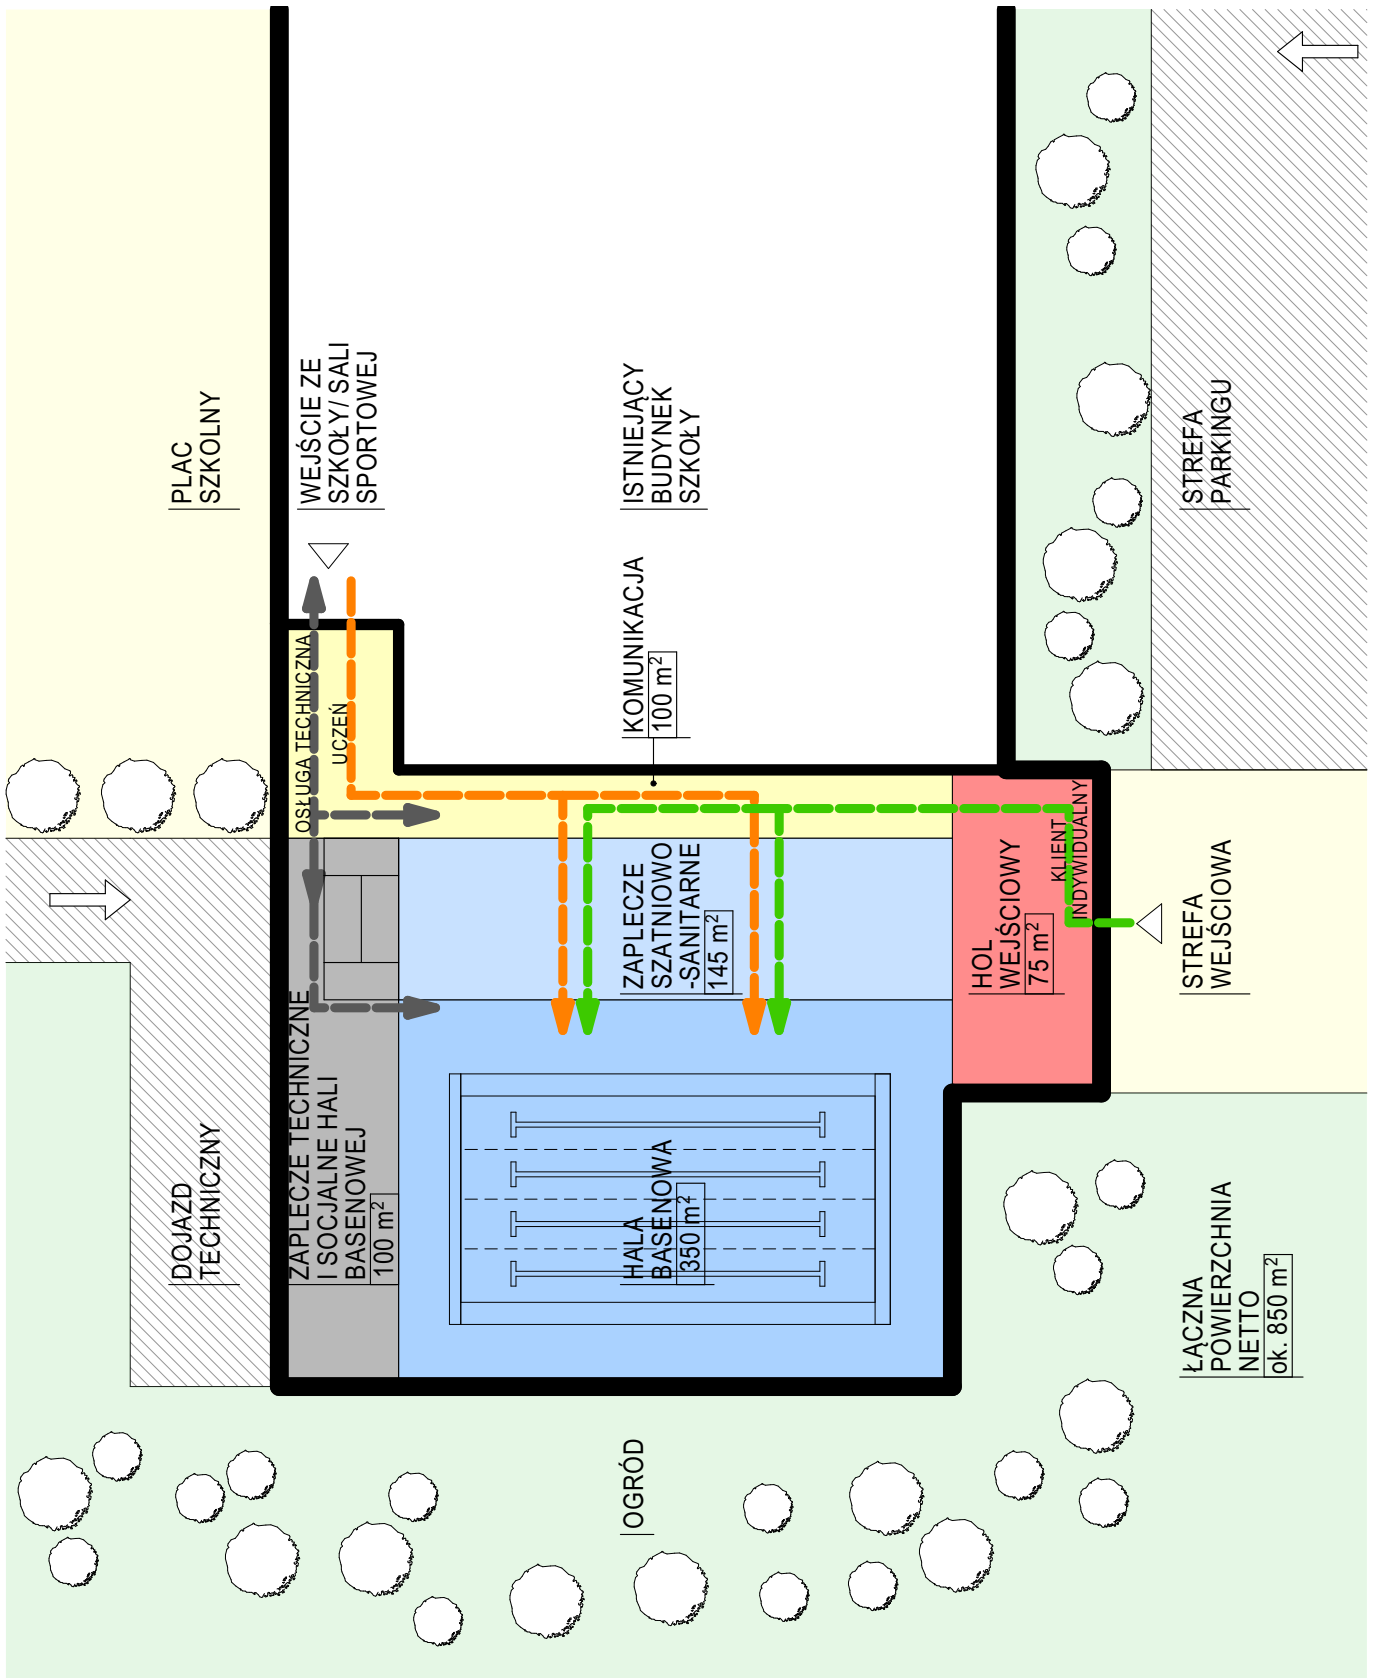 PLAC
SZKOLNY
WEJŚCIE ZE
SZKOŁY/ SALI
SPORTOWEJ
ISTNIEJĄCY
BUDYNEK
SZKOŁY
STREFA
PARKINGU
OSŁUGA TECHNICZNA
UCZEŃ
KOMUNIKACJA
100 m²
ZAPLECZE
SZATNIOWO
-SANITARNE
145 m²
HOL
WEJŚCIOWY
75 m²
KLIENT
INDYWIDUALNY
STREFA
WEJŚCIOWA
DOJAZD
TECHNICZNY
ZAPLECZE TECHNICZNE
I SOCJALNE HALI
BASENOWEJ
100 m²
HALA
BASENOWA
350 m²
ŁĄCZNA
POWIERZCHNIA
NETTO
ok. 850 m²
OGRÓD